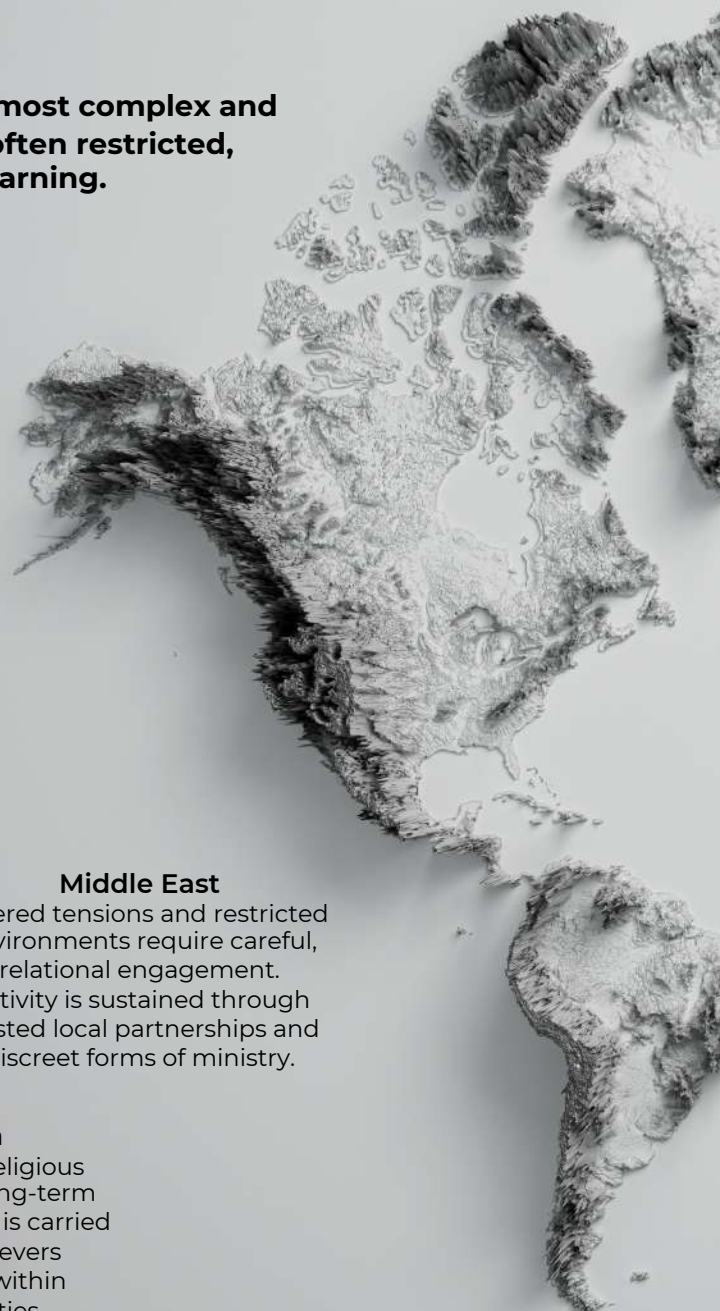 most complex and
often restricted,
arning.
Middle East
ered tensions and restricted
vironments require careful,
relational engagement.
tivity is sustained through
sted local partnerships and
iscreet forms of ministry.
eligious
ng-term
is carried
evers
within
ties